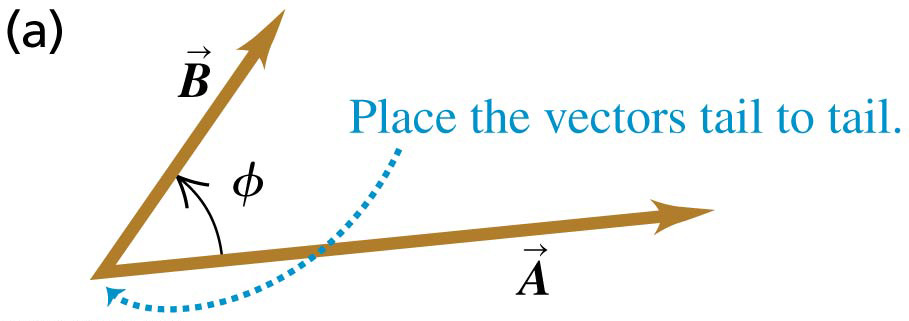 (a)
B⃗
Place the vectors tail to tail.
ϕ
A⃗